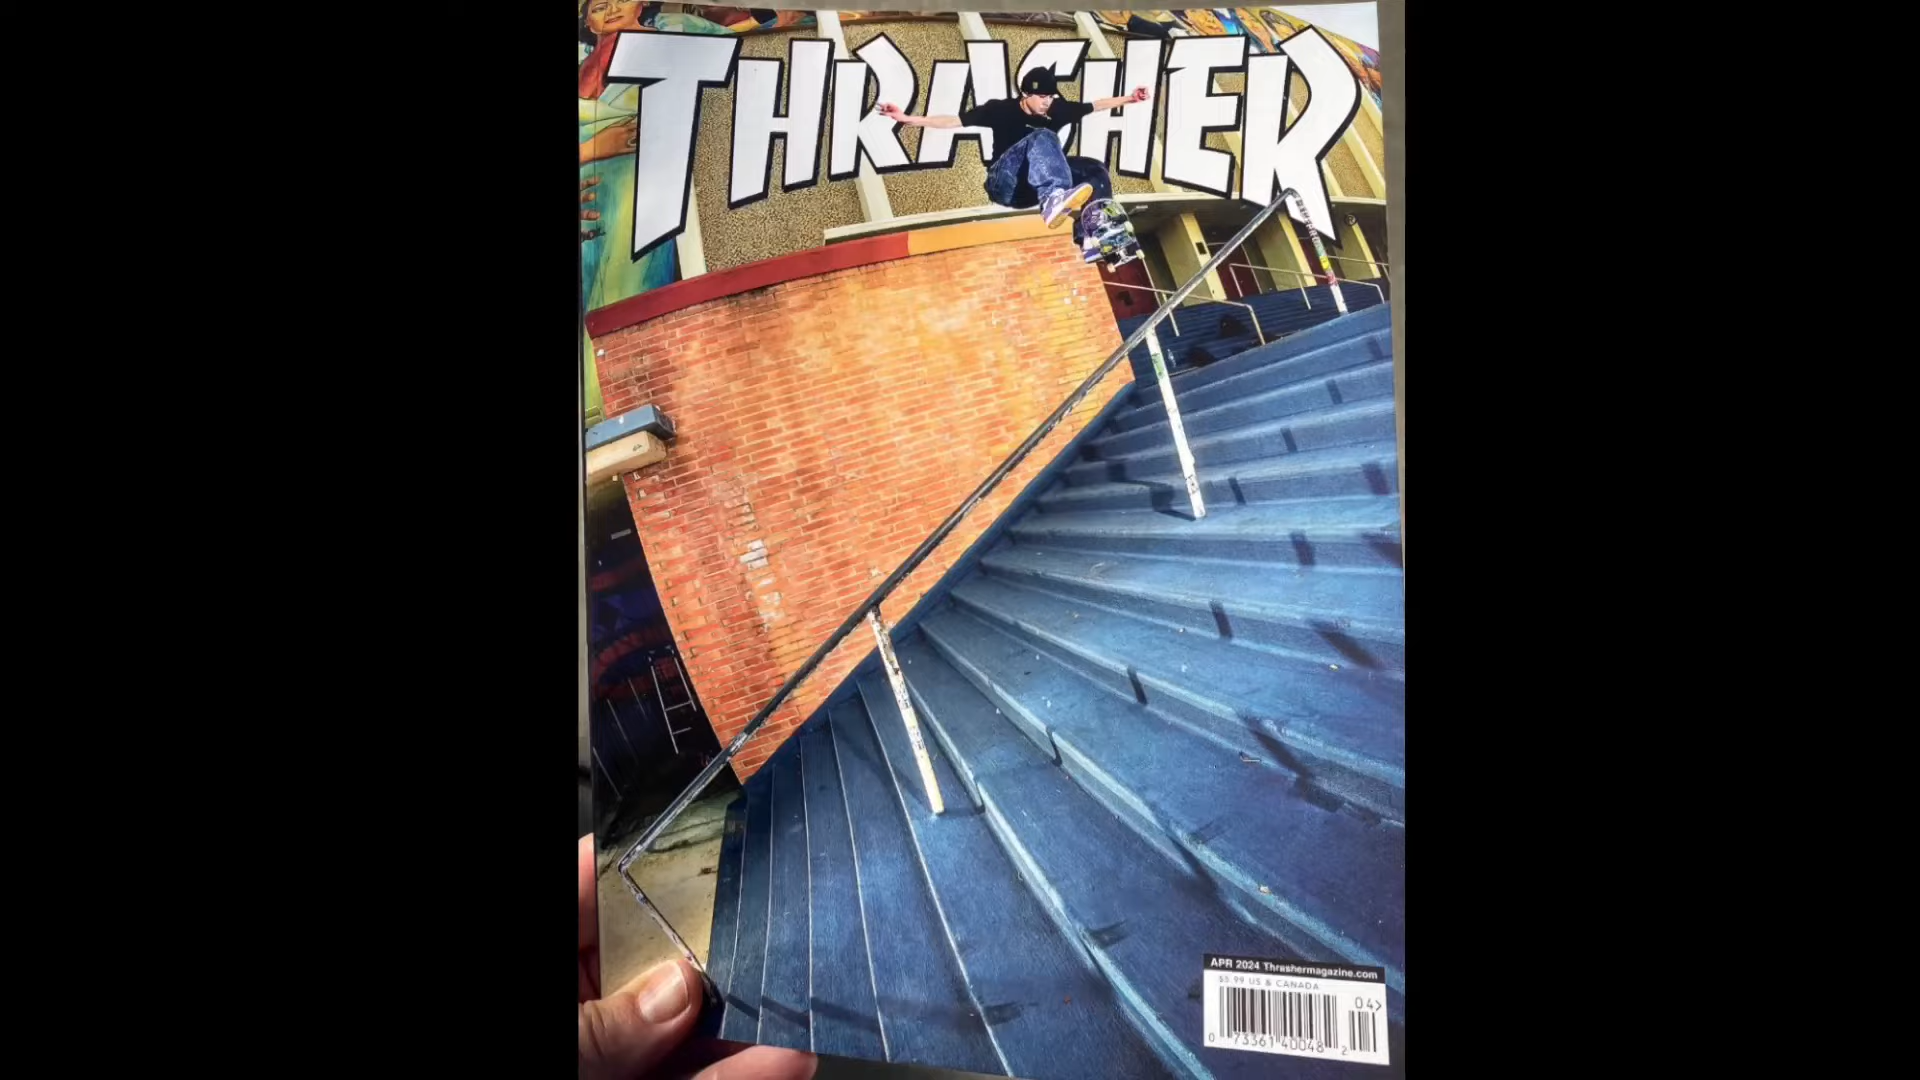 THRASHER
APR 2024 Thrashermagazine.com
$5.99 US & CANADA
04>
0 73361 40048 2